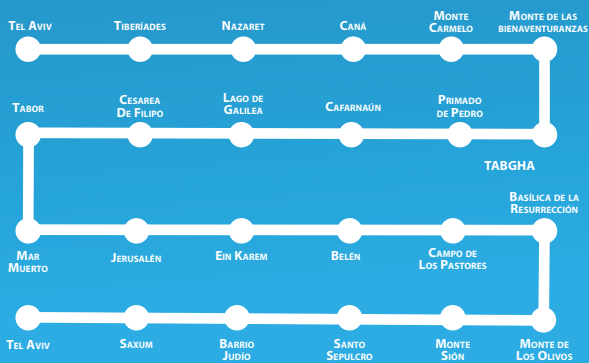 Tel Aviv
Tiberíades
Nazaret
Caná
Monte
Carmelo
Monte de las
bienaventuranzas
Tabor
Cesarea
De Filipo
Lago de
Galilea
Cafarnaún
Primado
de Pedro
TABGHA
Basílica de la
Resurrección
Mar
Muerto
Jerusalén
Ein Karem
Belén
Campo de
Los Pastores
Tel Aviv
Saxum
Barrio
Judío
Santo
Sepulcro
Monte
Sión
Monte de
Los Olivos